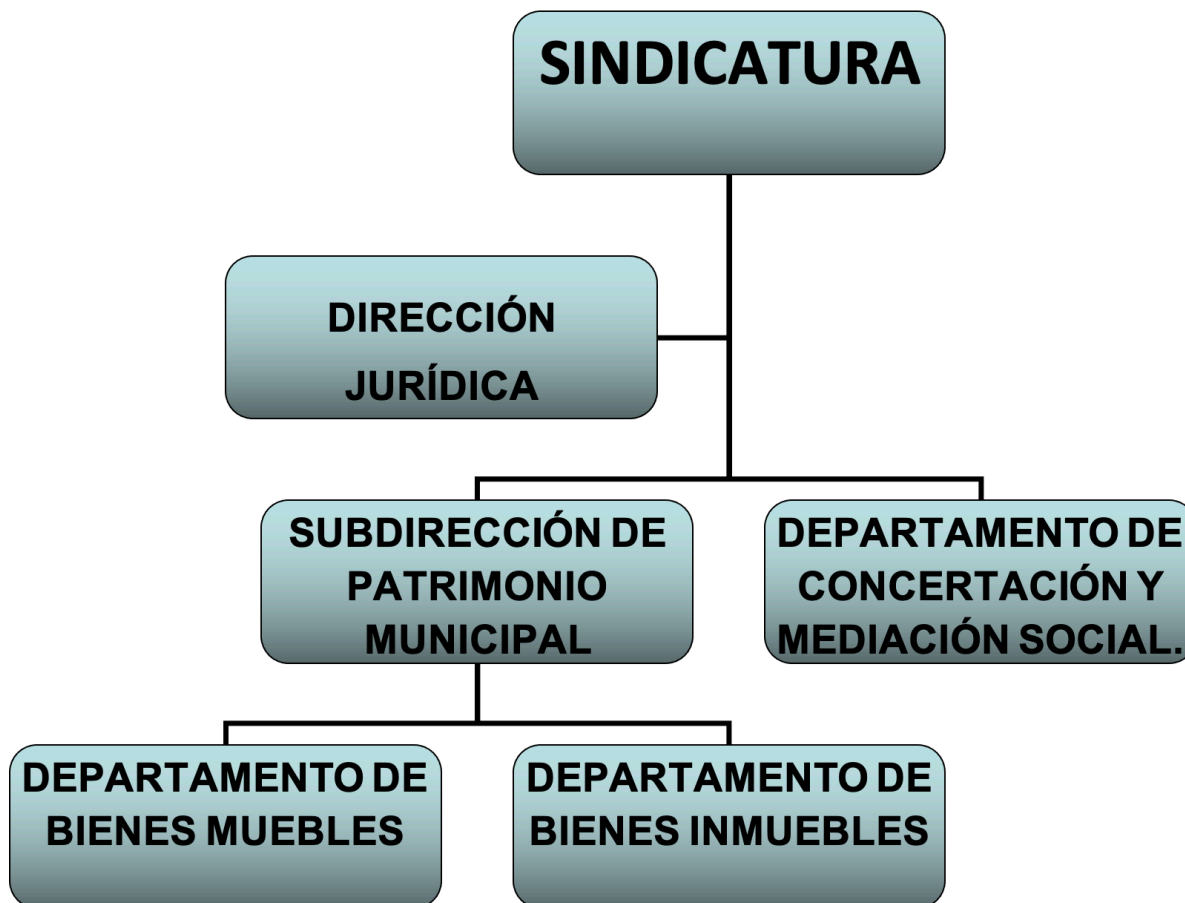 SINDICATURA
DIRECCIÓN
JURÍDICA
SUBDIRECCIÓN DE
PATRIMONIO
MUNICIPAL
DEPARTAMENTO DE
CONCERTACIÓN Y
MEDIACIÓN SOCIAL.
DEPARTAMENTO DE
BIENES MUEBLES
DEPARTAMENTO DE
BIENES INMUEBLES